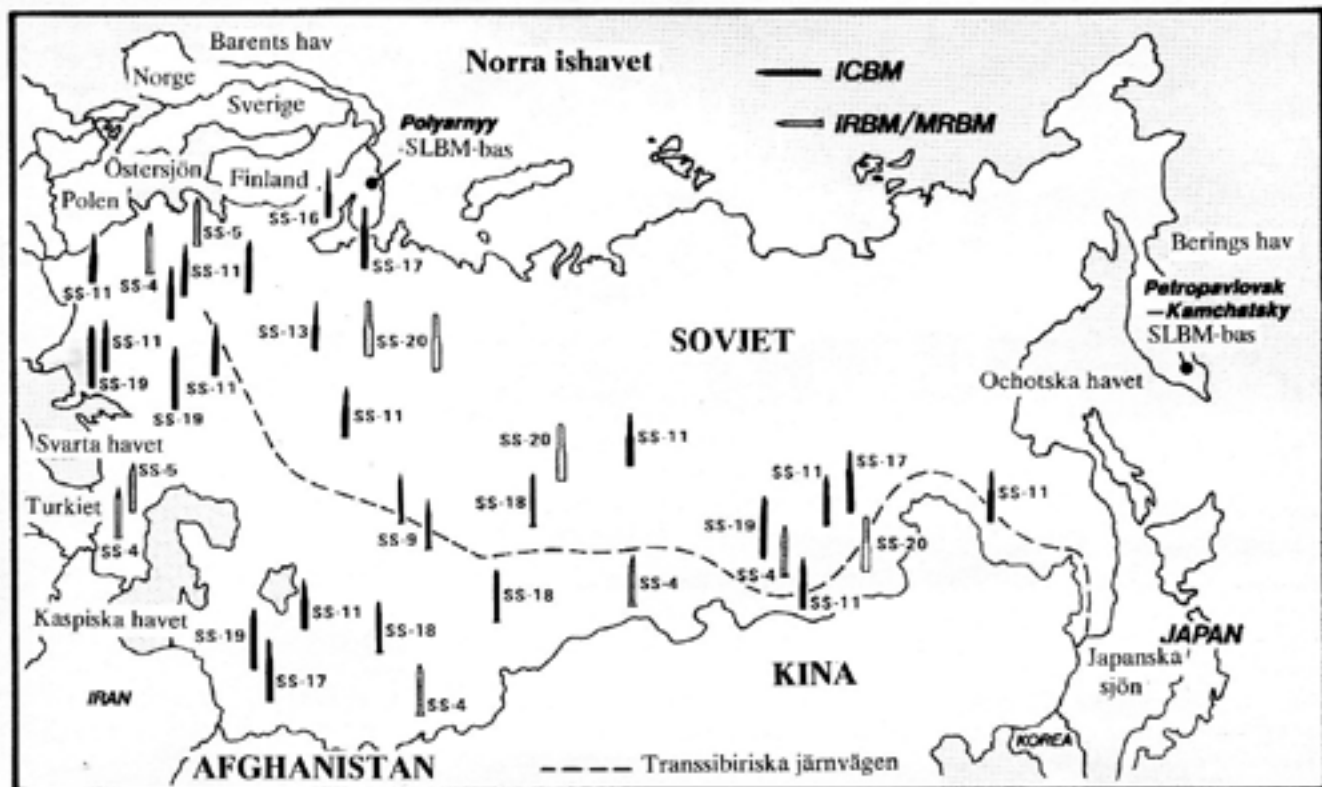 Barents hav
Norge
Norra ishavet
ICBM
Sverige
IRBM/MRBM
Polyarnyy
-SLBM-bas
Östersjön
Finland
Polen
SS-16
SS-5
SS-17
SS-11
SS-4
SS-11
Berings hav
Petropavlovsk
—Kamchatsky
SLBM-bas
SS-13
SS-20
SOVJET
SS-11
SS-19
SS-11
SS-19
Ochotska havet
SS-11
SS-20
SS-11
Svarta havet
SS-5
Turkiet
SS-4
SS-18
SS-9
SS-11
SS-17
SS-11
SS-19
SS-20
SS-4
SS-4
SS-18
SS-11
Kaspiska havet
SS-11
SS-19
SS-18
SS-17
SS-4
IRAN
KINA
JAPAN
Japanska
sjön
KOREA
AFGHANISTAN
Transsibiriska järnvägen